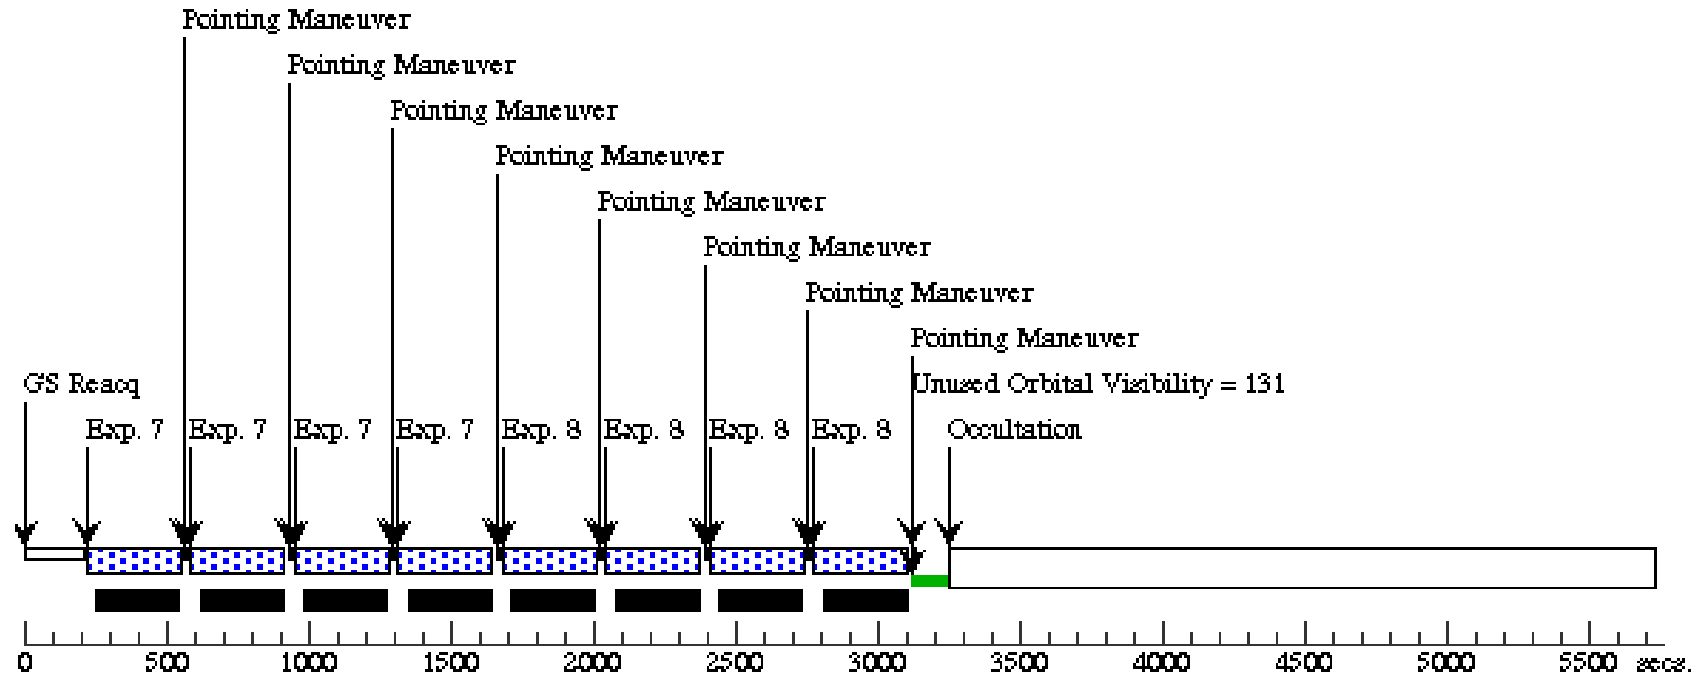 Pointing Maneuver
Pointing Maneuver
Pointing Maneuver
Pointing Maneuver
Pointing Maneuver
Pointing Maneuver
Pointing Maneuver
Pointing Maneuver
GS Reacq Unused Orbital Visibility = 131
Exp. 7 Exp. 7 Exp. 7 Exp. 7 Exp. 8 Exp. 8 Exp. 8 Exp. 8 Occultation
0 500 1000 1500 2000 2500 3000 3500 4000 4500 5000 5500 secs.